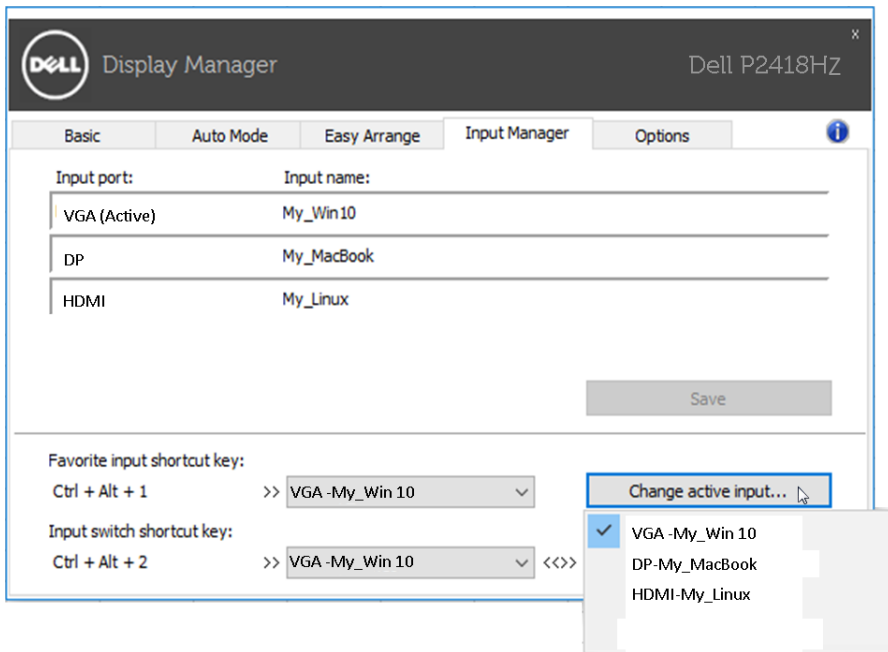 DELL Display Manager Dell P2418HZ x
Basic Auto Mode Easy Arrange Input Manager Options i
Input port: Input name:
VGA (Active) My_Win10
DP My_MacBook
HDMI My_Linux
Save
Favorite input shortcut key:
Ctrl + Alt + 1 >> VGA -My_Win 10 Change active input...
Input switch shortcut key:
VGA -My_Win 10
Ctrl + Alt + 2 >> VGA -My_Win 10 <<>>
DP-My_MacBook
HDMI-My_Linux